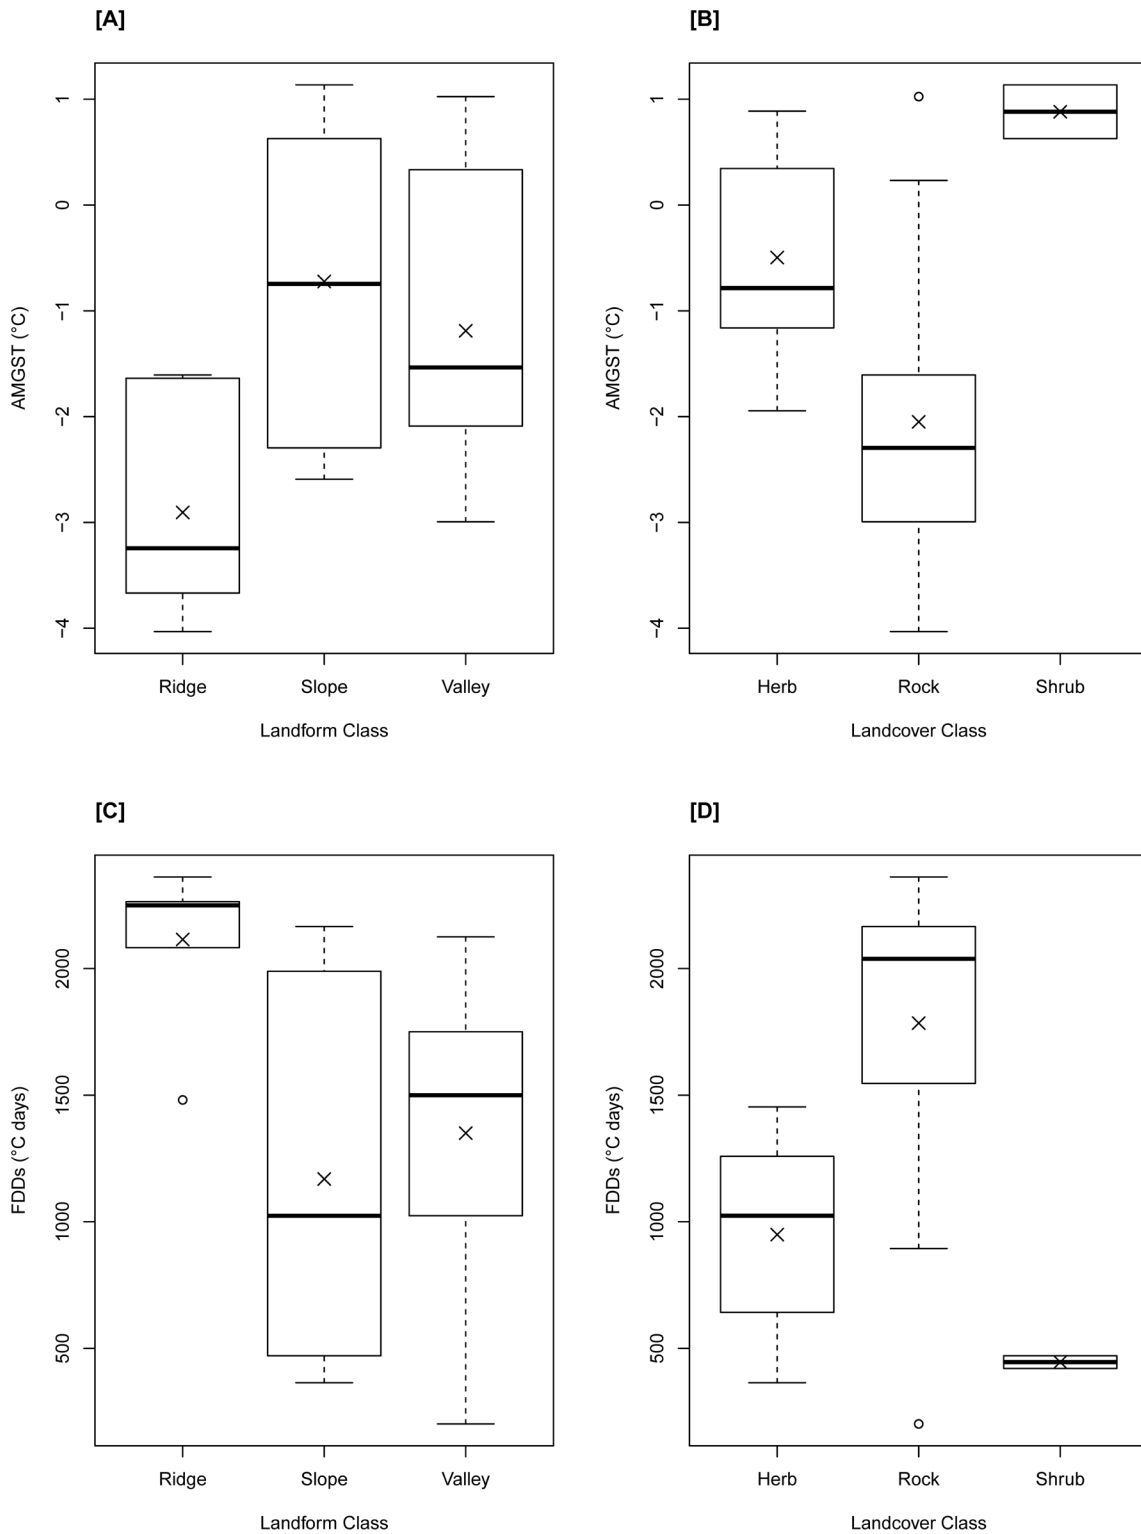 [A]
AMGST (°C)
1
0
−1
−2
−3
−4
Ridge Slope Valley
Landform Class
[B]
AMGST (°C)
1
0
−1
−2
−3
−4
Herb Rock Shrub
Landcover Class
[C]
FDDs (°C days)
2000
1500
1000
500
Ridge Slope Valley
Landform Class
[D]
FDDs (°C days)
2000
1500
1000
500
Herb Rock Shrub
Landcover Class